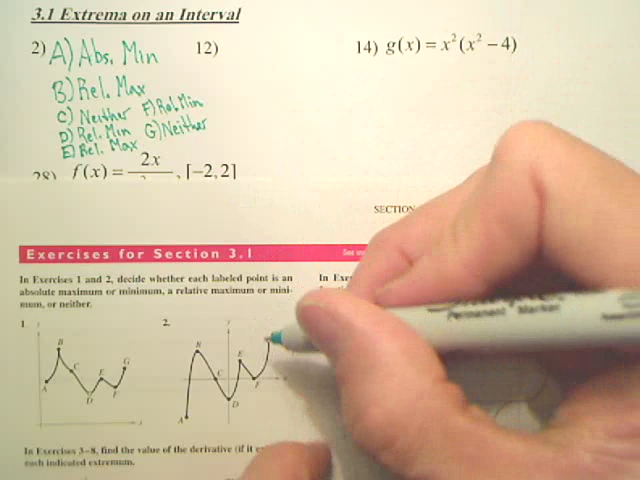 3.1 Extrema on an Interval
2) A) Abs. Min 12) 14) g(x) = x²(x² − 4)
B) Rel. Max
C) Neither F) Rel. Min
D) Rel. Min G) Neither
E) Rel. Max
28) f(x) = 2x , [−2,2]
SECTION
Exercises for Section 3.1
In Exercises 1 and 2, decide whether each labeled point is an
absolute maximum or minimum, a relative maximum or mini-
mum, or neither.
1. 2.
y y
B B
C E G
A E F C F
D D
A
x
Permanent Marker
In Exercises 3–8, find the value of the derivative (if it
each indicated extremum.